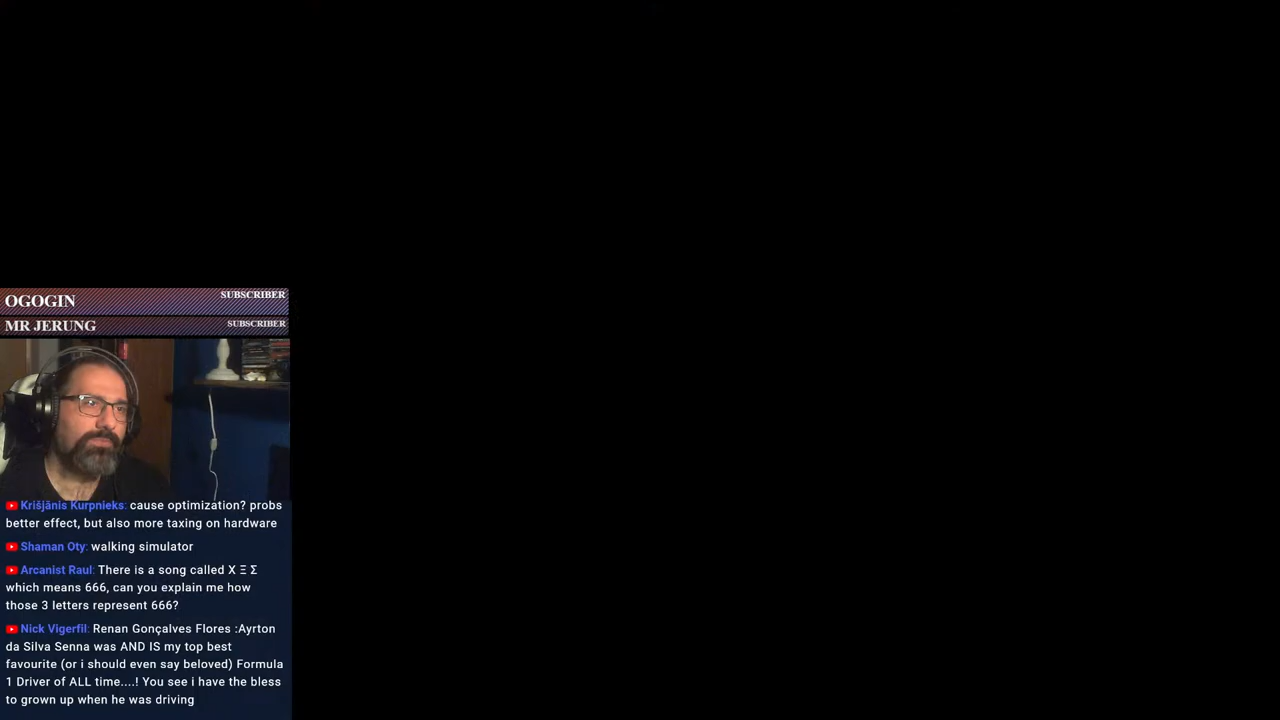 OGOGIN SUBSCRIBER
MR JERUNG SUBSCRIBER
Krišjānis Kurpnieks: cause optimization? probs
better effect, but also more taxing on hardware
Shaman Oty: walking simulator
Arcanist Raul: There is a song called Χ Ξ Σ
which means 666, can you explain me how
those 3 letters represent 666?
Nick Vigerfil: Renan Gonçalves Flores :Ayrton
da Silva Senna was AND IS my top best
favourite (or i should even say beloved) Formula
1 Driver of ALL time....! You see i have the bless
to grown up when he was driving